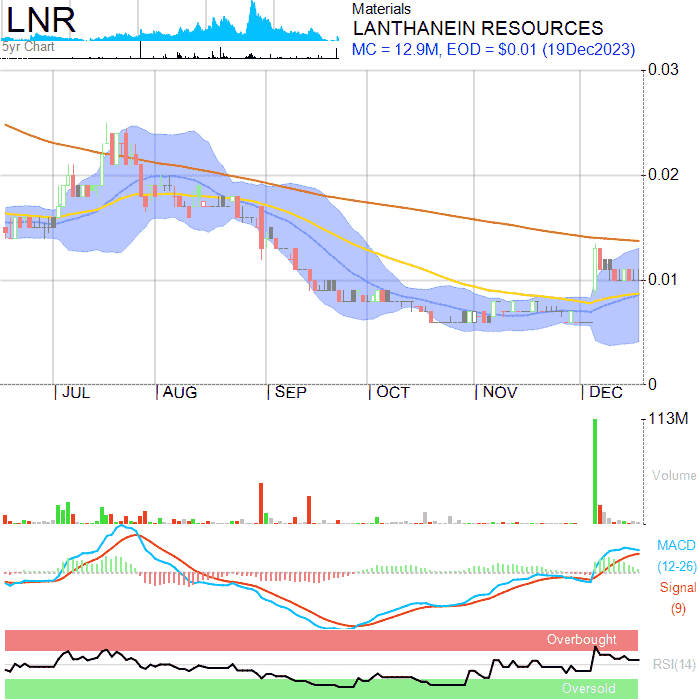 LNR
5yr Chart
Materials
LANTHANEIN RESOURCES
MC = 12.9M, EOD = $0.01 (19Dec2023)
0.03
0.02
0.01
0
JUL AUG SEP OCT NOV DEC
113M
Volume
MACD
(12-26)
Signal
(9)
Overbought
RSI(14)
Oversold